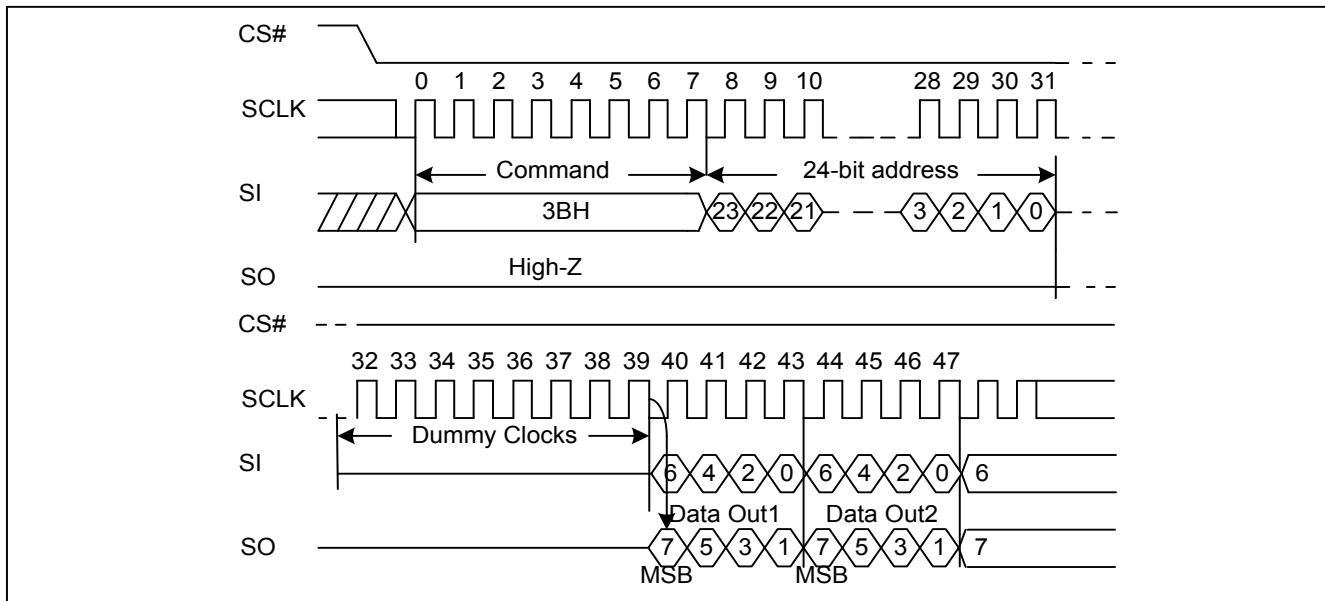 CS#
0 1 2 3 4 5 6 7 8 9 10 28 29 30 31
SCLK
Command 24-bit address
SI
3BH 23 22 21 3 2 1 0
High-Z
SO
CS#
32 33 34 35 36 37 38 39 40 41 42 43 44 45 46 47
SCLK
Dummy Clocks
SI
6 4 2 0 6 4 2 0 6
Data Out1 Data Out2
SO
7 5 3 1 7 5 3 1 7
MSB MSB